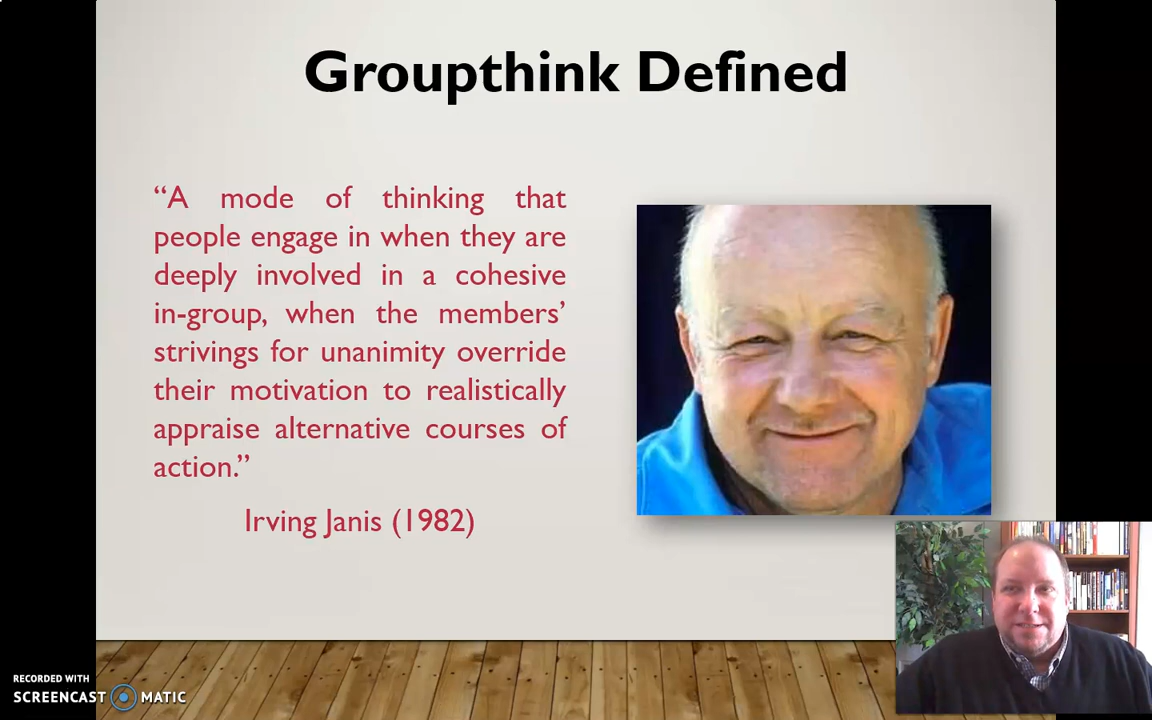 Groupthink Defined
“A mode of thinking that
people engage in when they are
deeply involved in a cohesive
in-group, when the members’
strivings for unanimity override
their motivation to realistically
appraise alternative courses of
action.”
Irving Janis (1982)
RECORDED WITH
SCREENCAST MATIC